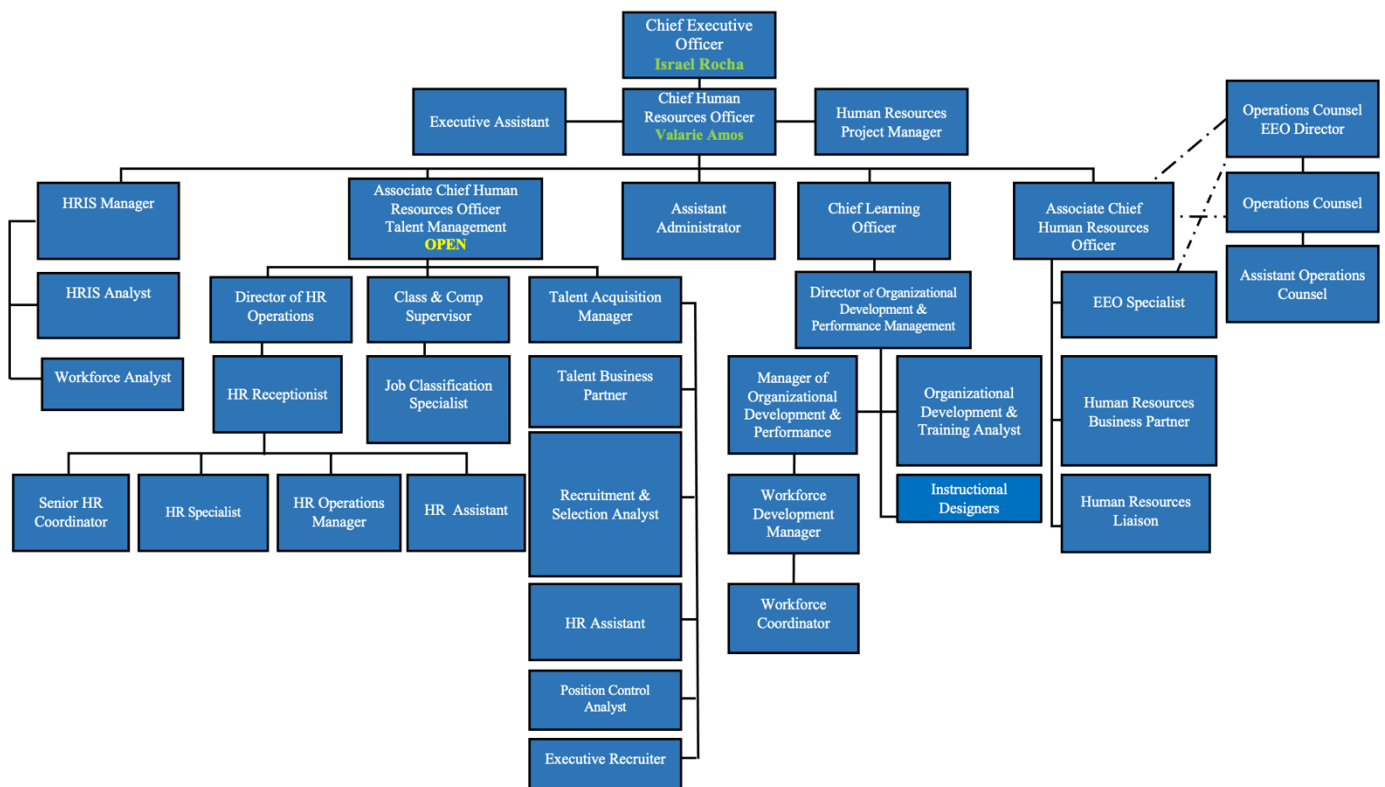 Chief Executive
Officer
Israel Rocha
Executive Assistant
Chief Human
Resources Officer
Valarie Amos
Human Resources
Project Manager
Operations Counsel
EEO Director
HRIS Manager
Associate Chief Human
Resources Officer
Talent Management
OPEN
Assistant
Administrator
Chief Learning
Officer
Associate Chief
Human Resources
Officer
Operations Counsel
Assistant Operations
Counsel
HRIS Analyst
Director of HR
Operations
Class & Comp
Supervisor
Talent Acquisition
Manager
Director of Organizational
Development &
Performance Management
EEO Specialist
Workforce Analyst
HR Receptionist
Job Classification
Specialist
Talent Business
Partner
Manager of
Organizational
Development &
Performance
Organizational
Development &
Training Analyst
Human Resources
Business Partner
Senior HR
Coordinator
HR Specialist
HR Operations
Manager
HR Assistant
Recruitment &
Selection Analyst
Workforce
Development
Manager
Instructional
Designers
Human Resources
Liaison
HR Assistant
Workforce
Coordinator
Position Control
Analyst
Executive Recruiter